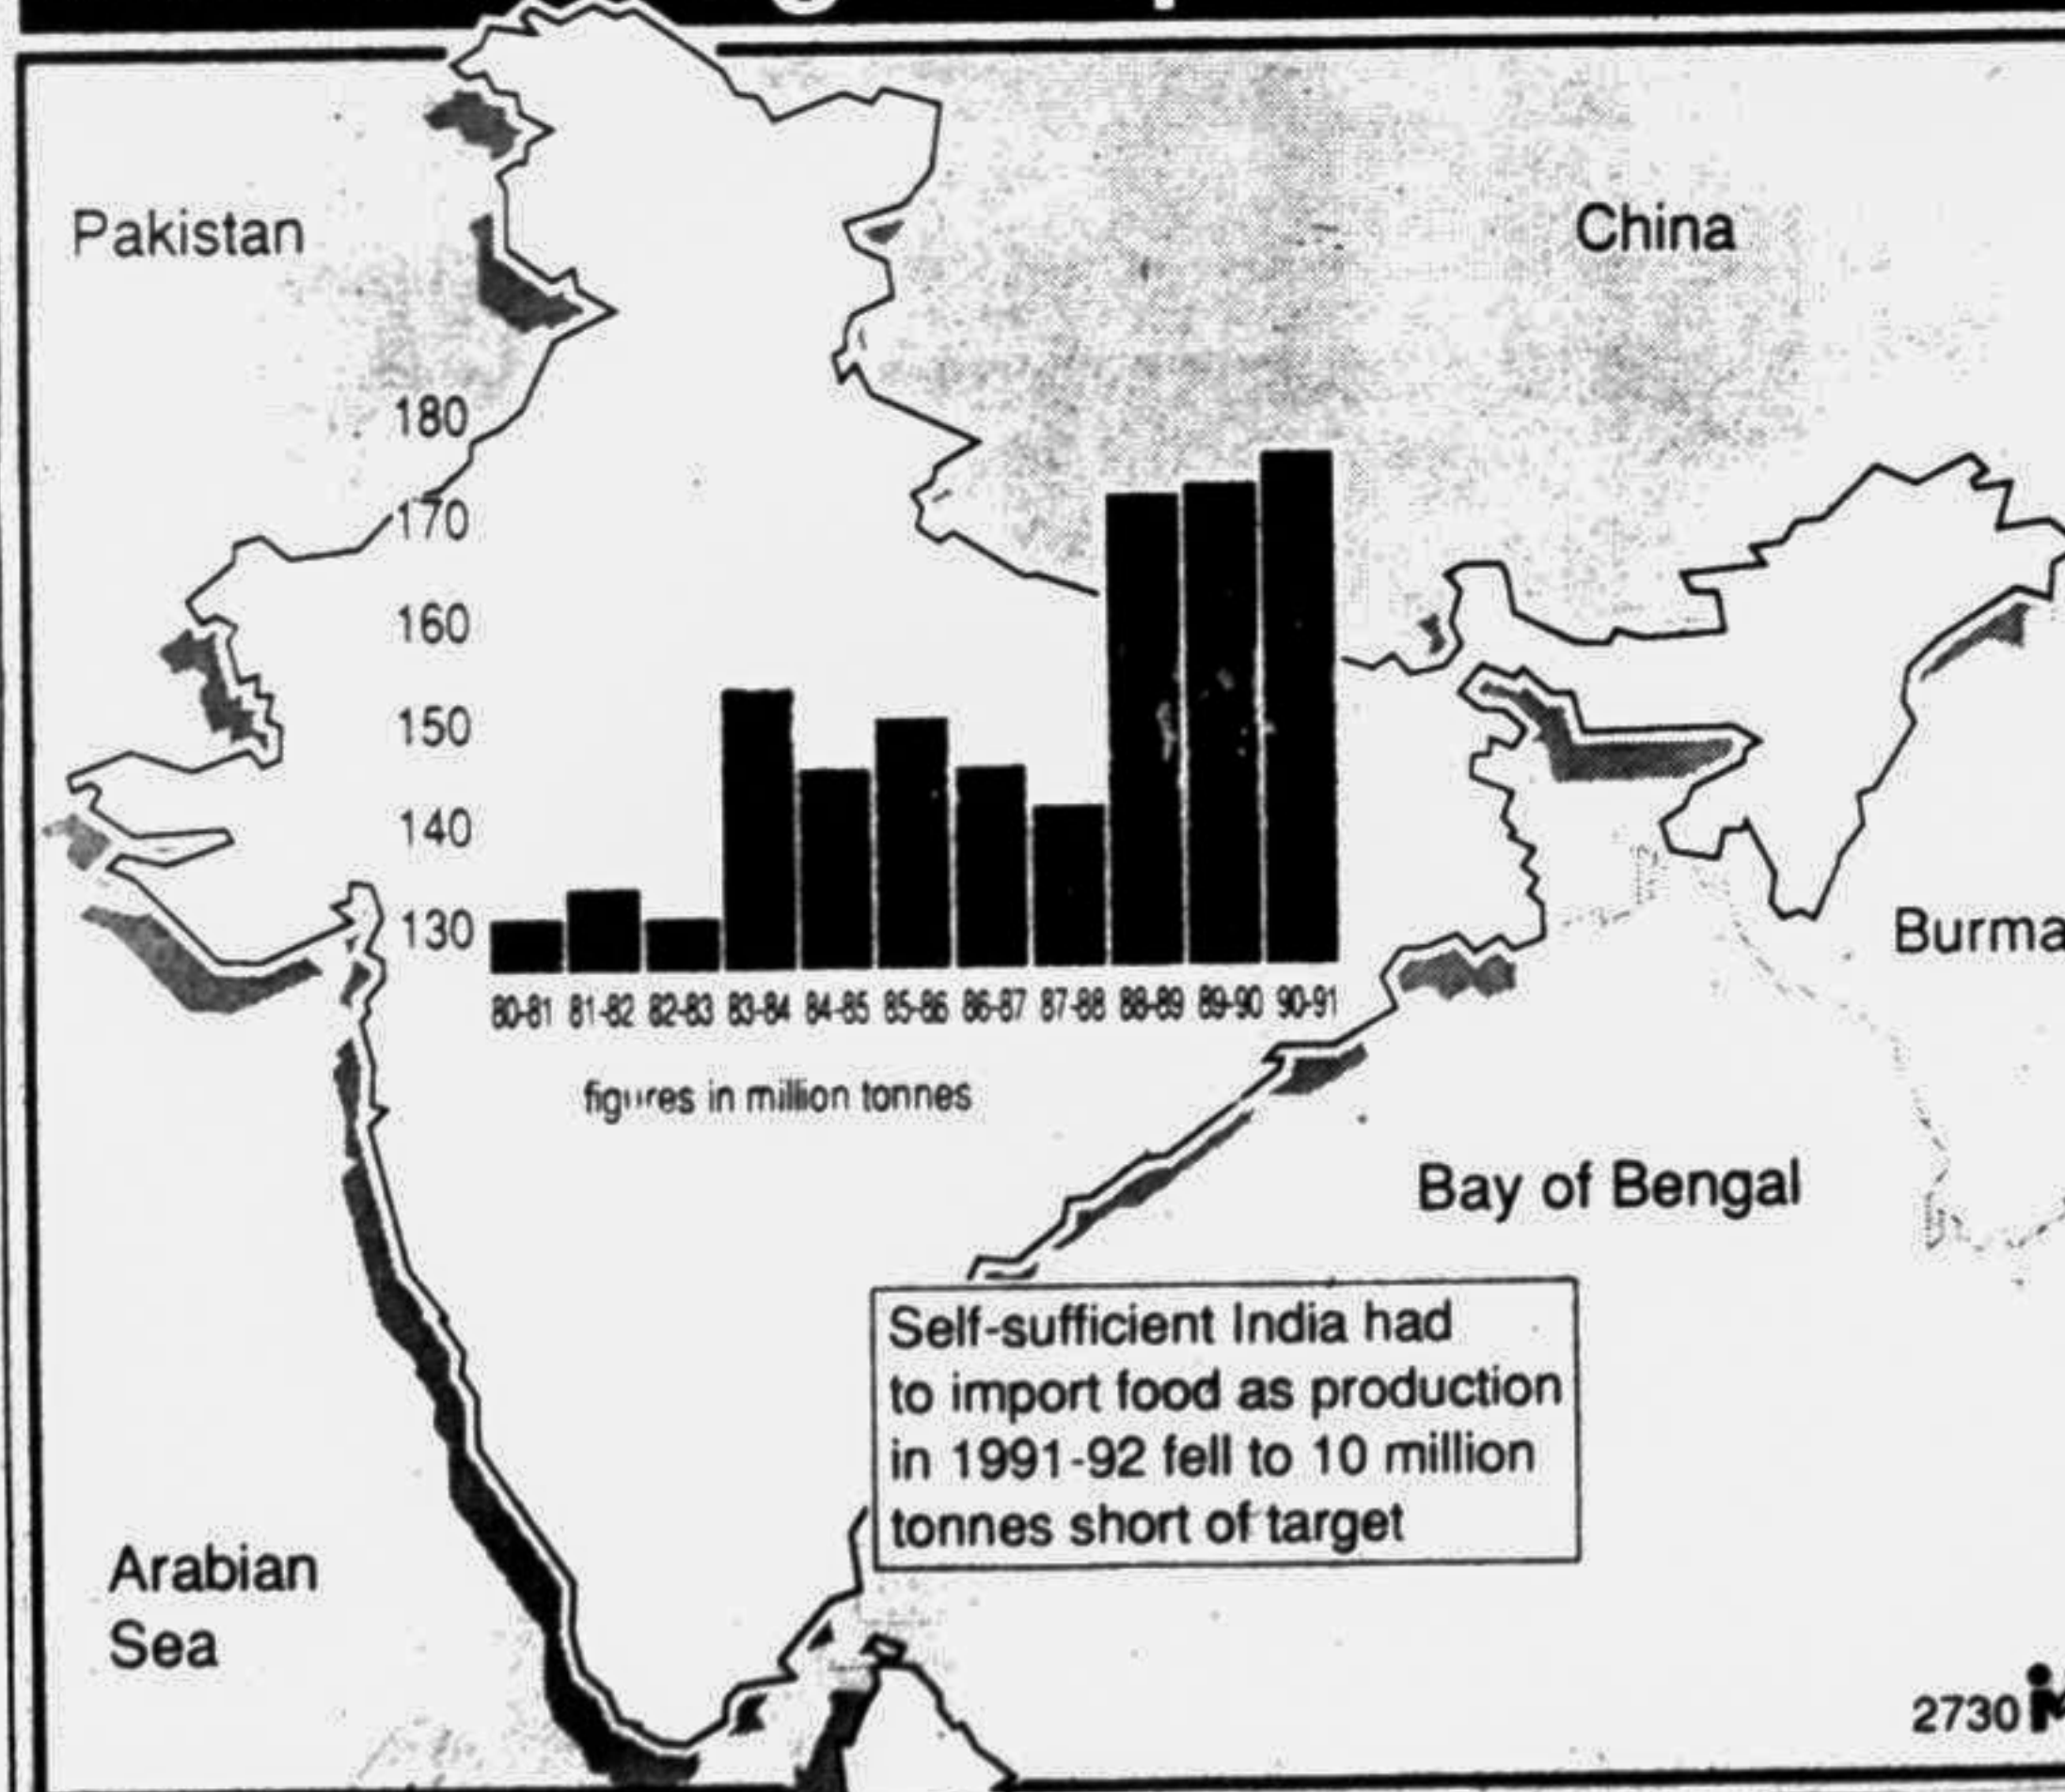 Pakistan
China
180
170
160
150
140
130
80-81 81-82 82-83 83-84 84-85 85-86 86-87 87-88 88-89 89-90 90-91
figures in million tonnes
Burma
Bay of Bengal
Self-sufficient India had
to import food as production
in 1991-92 fell to 10 million
tonnes short of target
Arabian
Sea
2730